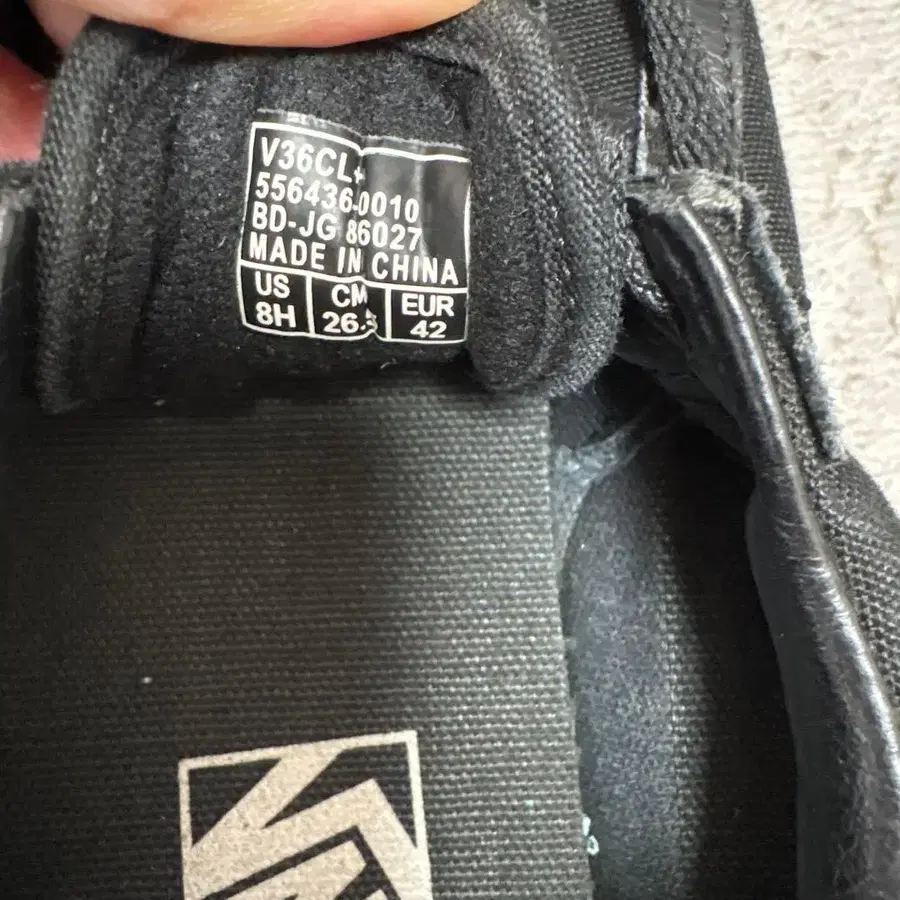 V36CL+
556436-0010
BD-JG 86027
MADE IN CHINA
US CM EUR
8H 26.5 42